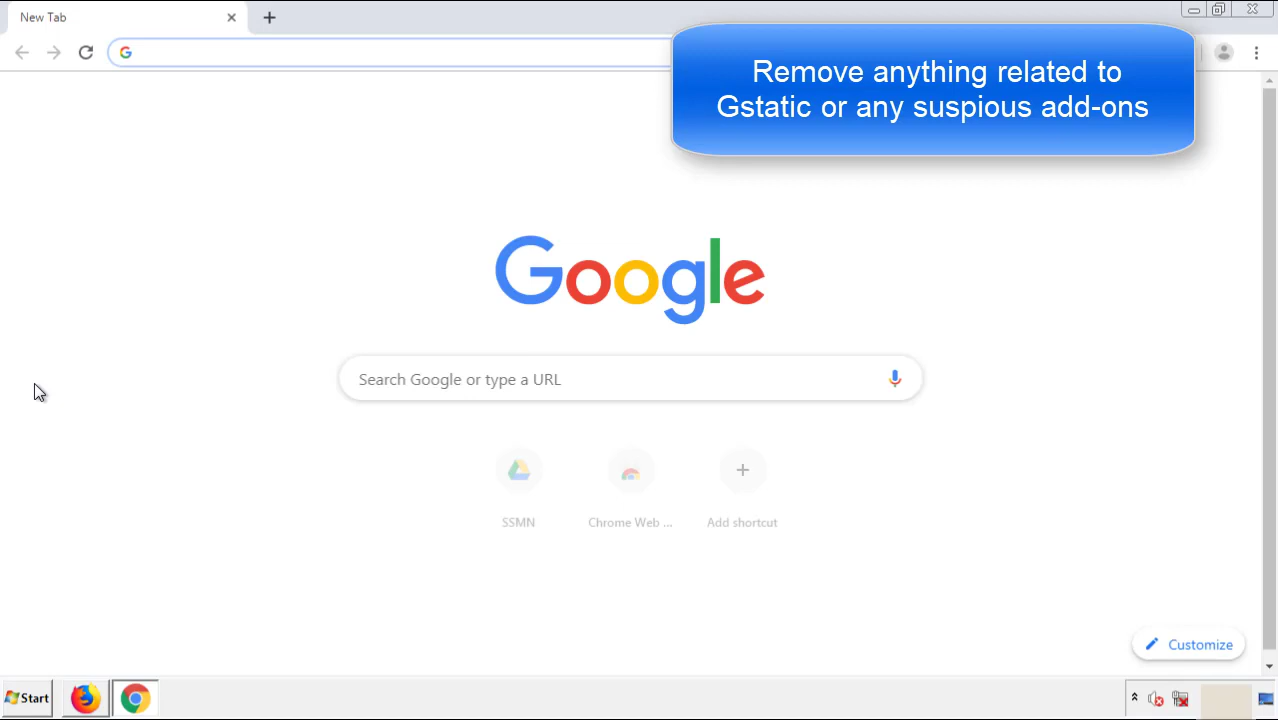 New Tab
Remove anything related to
Gstatic or any suspious add-ons
Google
Search Google or type a URL
SSMN
Chrome Web ...
Add shortcut
Customize
Start